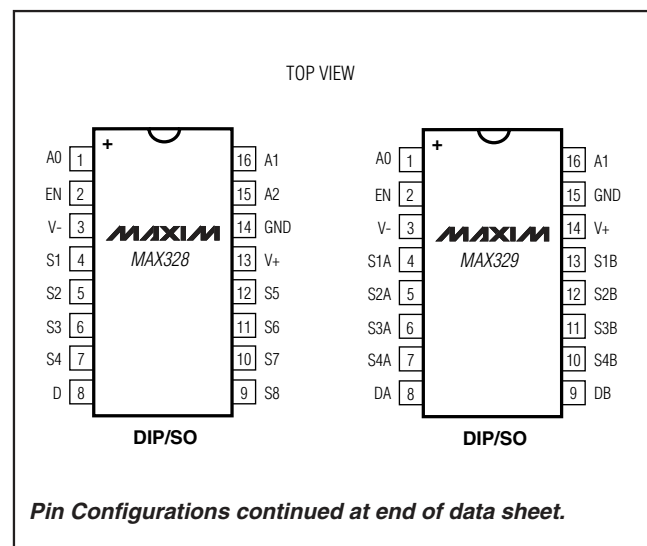 TOP VIEW
+
A0 1 16 A1
EN 2 15 A2
V- 3 14 GND
MAXIM
MAX328
S1 4 13 V+
S2 5 12 S5
S3 6 11 S6
S4 7 10 S7
D 8 9 S8
DIP/SO
+
A0 1 16 A1
EN 2 15 GND
V- 3 14 V+
MAXIM
MAX329
S1A 4 13 S1B
S2A 5 12 S2B
S3A 6 11 S3B
S4A 7 10 S4B
DA 8 9 DB
DIP/SO
Pin Configurations continued at end of data sheet.